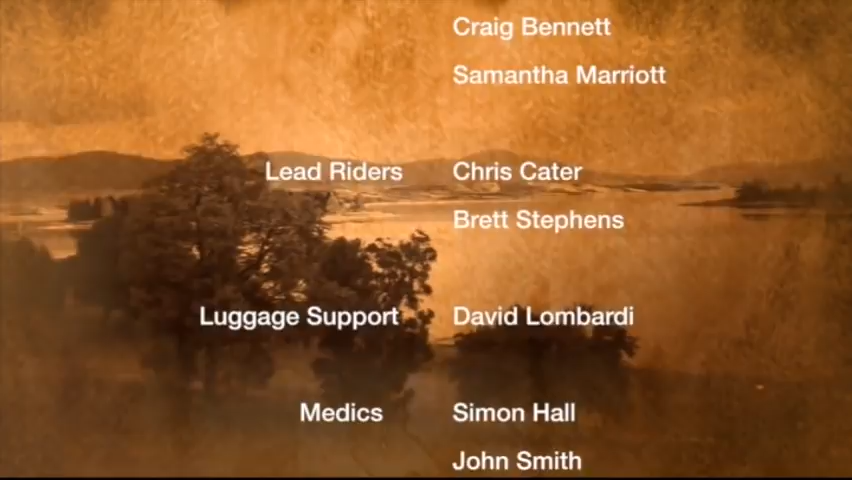 Craig Bennett
Samantha Marriott
Lead Riders Chris Cater
Brett Stephens
Luggage Support David Lombardi
Medics Simon Hall
John Smith